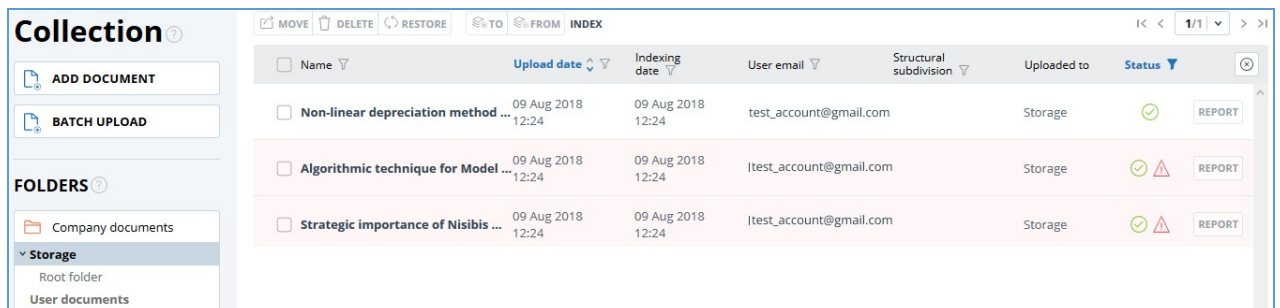 Collection ?
ADD DOCUMENT
BATCH UPLOAD
FOLDERS ?
Company documents
Storage
Root folder
User documents
MOVE DELETE RESTORE TO FROM INDEX 1/1
Name Upload date Indexing date User email Structural subdivision Uploaded to Status
Non-linear depreciation method ... 09 Aug 2018 12:24 09 Aug 2018 12:24 test_account@gmail.com Storage REPORT
Algorithmic technique for Model ... 09 Aug 2018 12:24 09 Aug 2018 12:24 ltest_account@gmail.com Storage REPORT
Strategic importance of Nisibis ... 09 Aug 2018 12:24 09 Aug 2018 12:24 ltest_account@gmail.com Storage REPORT